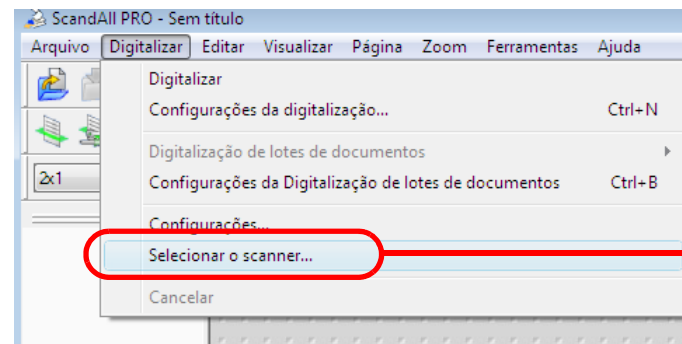 ScandAll PRO - Sem título
Arquivo Digitalizar Editar Visualizar Página Zoom Ferramentas Ajuda
Digitalizar
Configurações da digitalização... Ctrl+N
Digitalização de lotes de documentos
2x1
Configurações da Digitalização de lotes de documentos Ctrl+B
Configurações...
Selecionar o scanner...
Cancelar